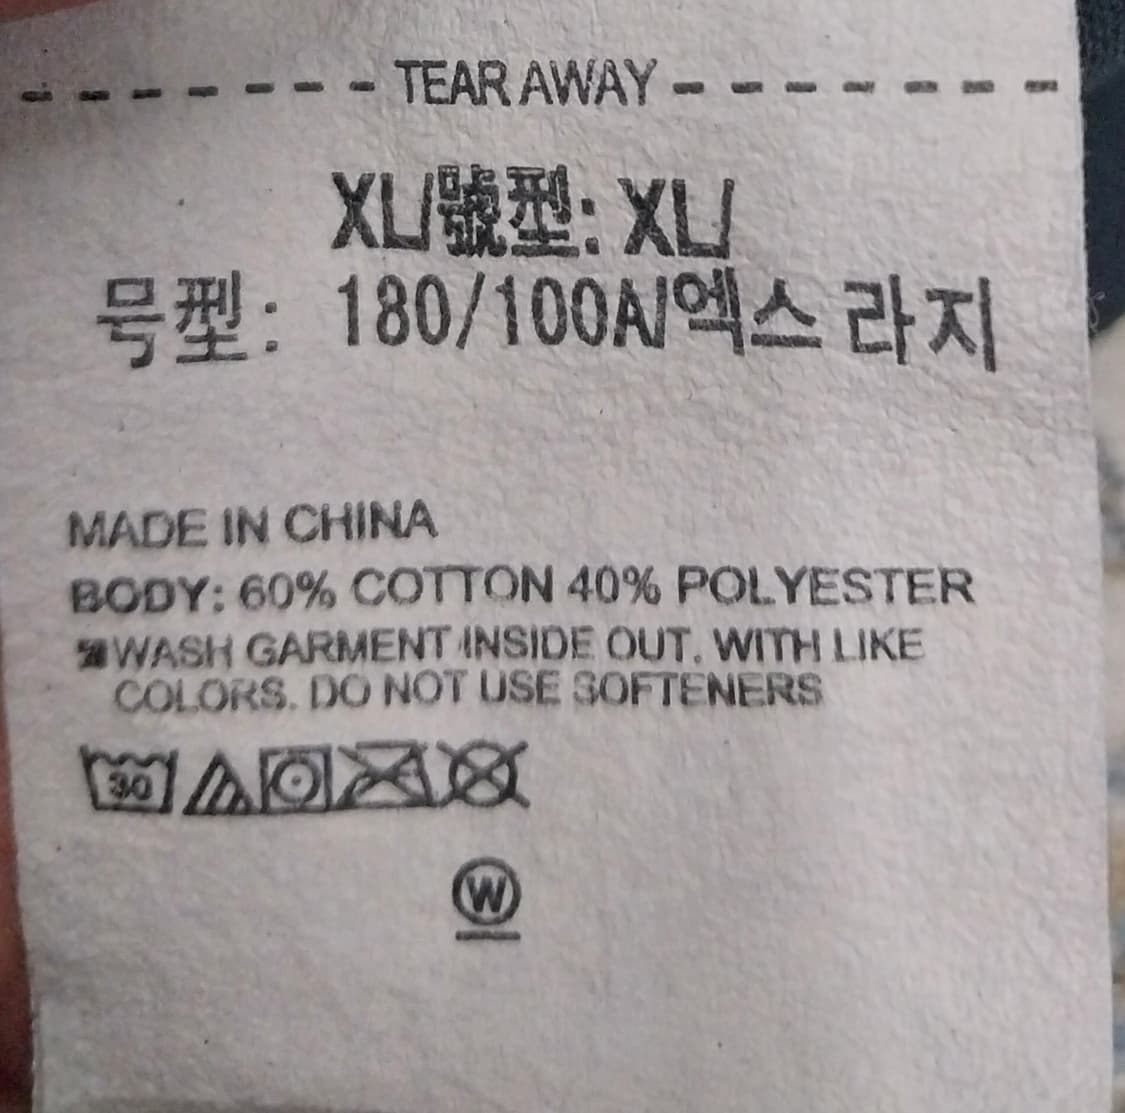 TEAR AWAY
XL/號型: XL/
号型: 180/100A/엑스 라지
MADE IN CHINA
BODY: 60% COTTON 40% POLYESTER
WASH GARMENT INSIDE OUT. WITH LIKE
COLORS. DO NOT USE SOFTENERS
30
W